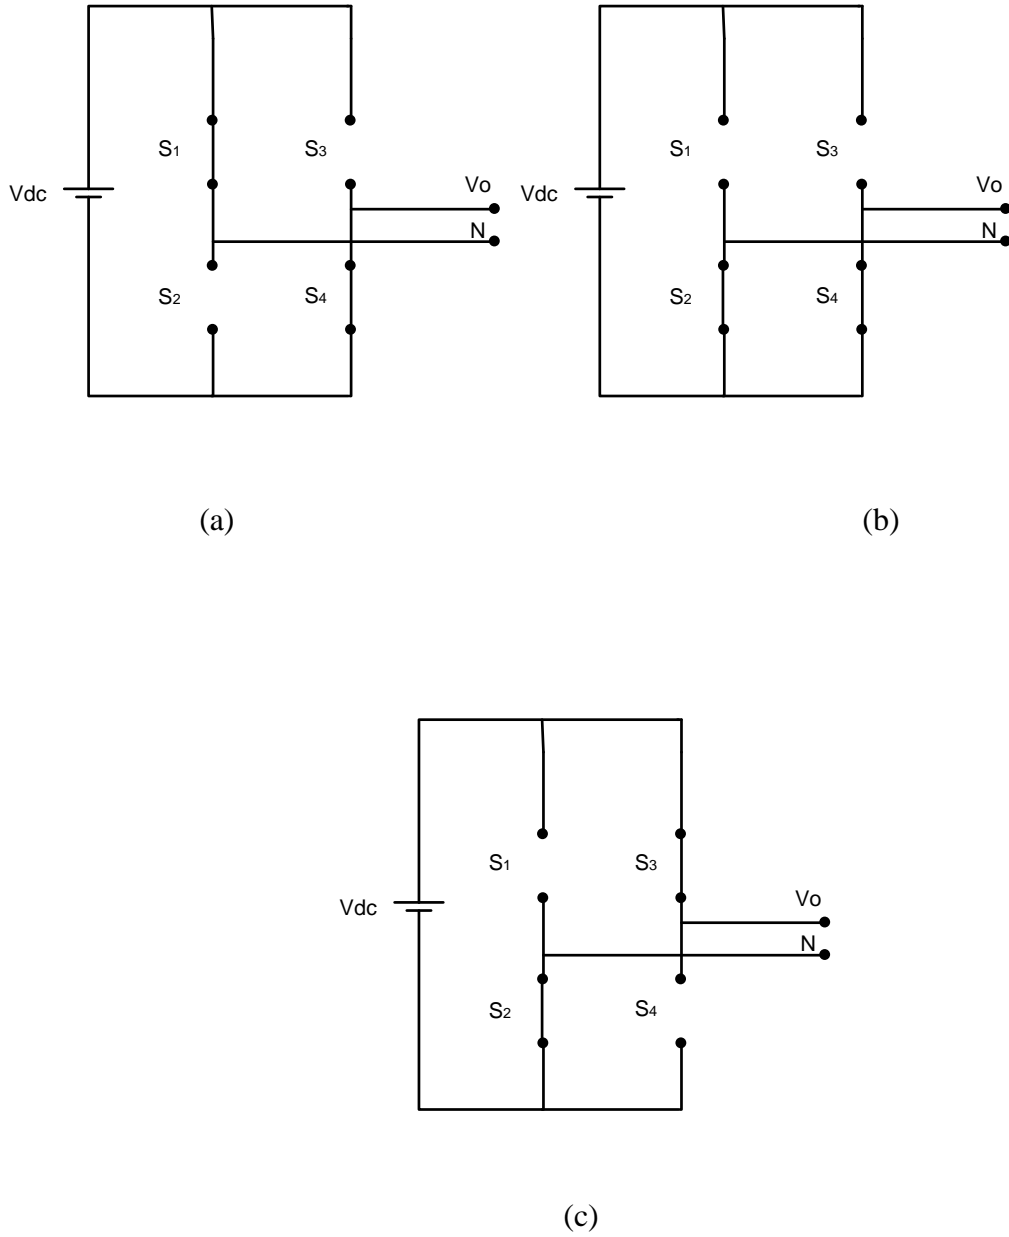 S1 S3 S1 S3
Vdc Vo Vdc Vo
N N
S2 S4 S2 S4
(a) (b)
S1 S3
Vdc Vo
N
S2 S4
(c)